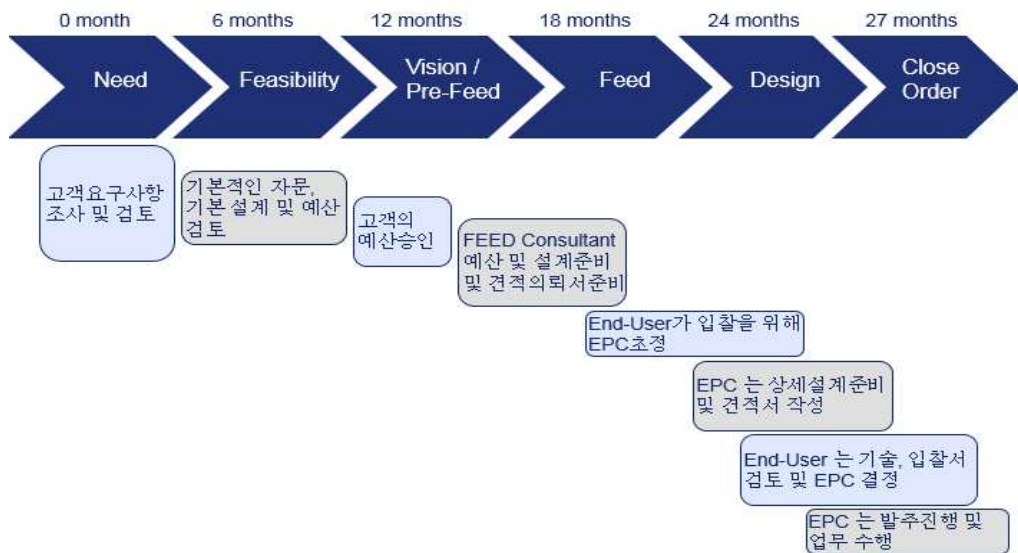 0 month
6 months
12 months
18 months
24 months
27 months
Need
Feasibility
Vision /
Pre-Feed
Feed
Design
Close
Order
고객요구사항
조사 및 검토
기본적인 자문,
기본 설계 및 예산
검토
고객의
예산승인
FEED Consultant
예산 및 설계준비
및 견적의뢰서준비
End-User가 입찰을 위해
EPC초정
EPC 는 상세설계준비
및 견적서 작성
End-User 는 기술, 입찰서
검토 및 EPC 결정
EPC 는 발주진행 및
업무 수행